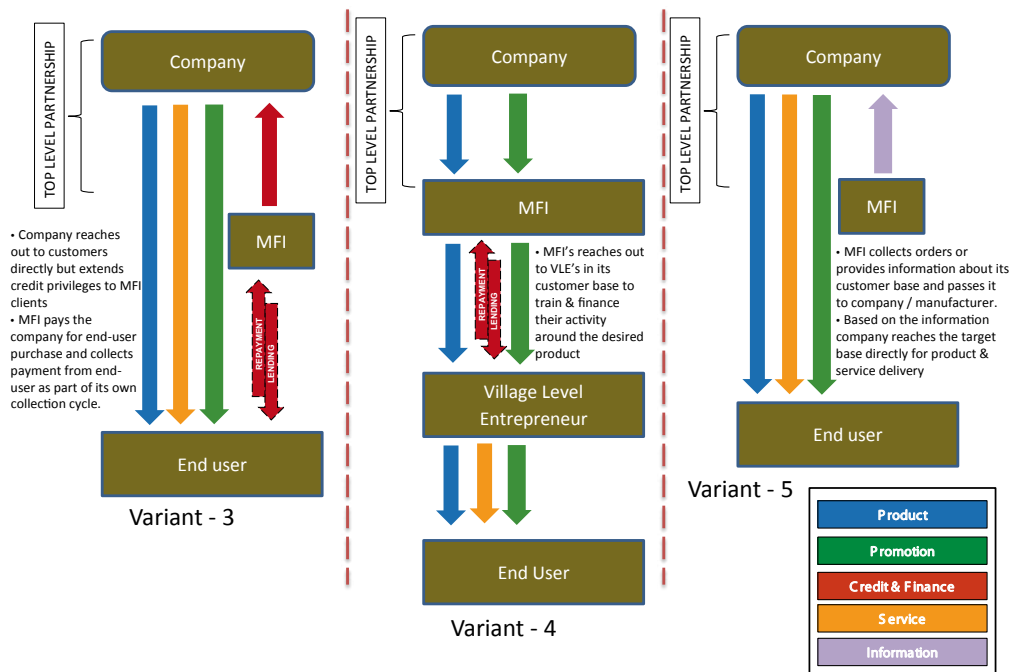 TOP LEVEL PARTNERSHIP
Company
MFI
• Company reaches
out to customers
directly but extends
credit privileges to MFI
clients
• MFI pays the
company for end-user
purchase and collects
payment from end-
user as part of its own
collection cycle.
REPAYMENT
LENDING
End user
Variant - 3
TOP LEVEL PARTNERSHIP
Company
MFI
REPAYMENT
LENDING
• MFI's reaches out
to VLE's in its
customer base to
train & finance
their activity
around the desired
product
Village Level
Entrepreneur
End User
Variant - 4
TOP LEVEL PARTNERSHIP
Company
MFI
• MFI collects orders or
provides information about its
customer base and passes it
to company / manufacturer.
• Based on the information
company reaches the target
base directly for product &
service delivery
End user
Variant - 5
Product
Promotion
Credit & Finance
Service
Information